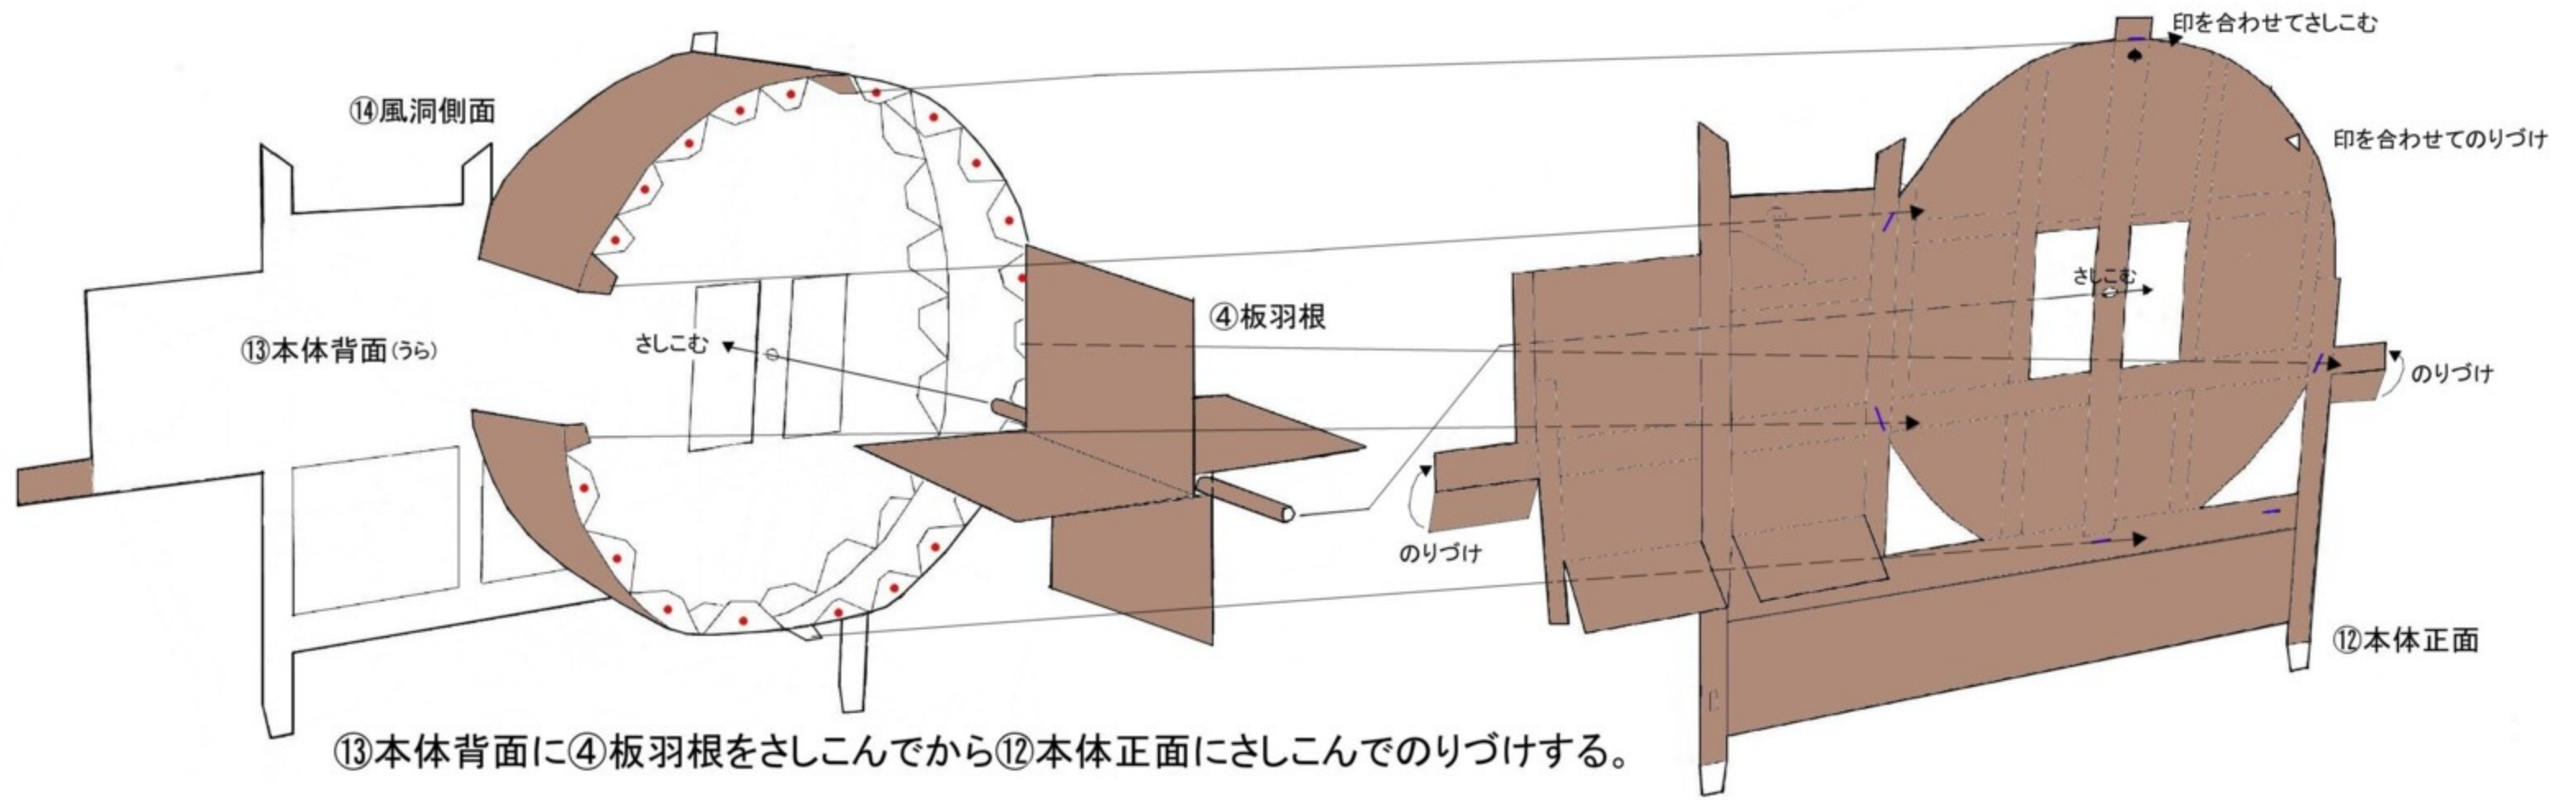 印を合わせてさしこむ
⑭風洞側面
印を合わせてのりづけ
さしこむ
④板羽根
さしこむ
⑬本体背面(うら)
のりづけ
のりづけ
⑫本体正面
⑬本体背面に④板羽根をさしこんでから⑫本体正面にさしこんでのりづけする。